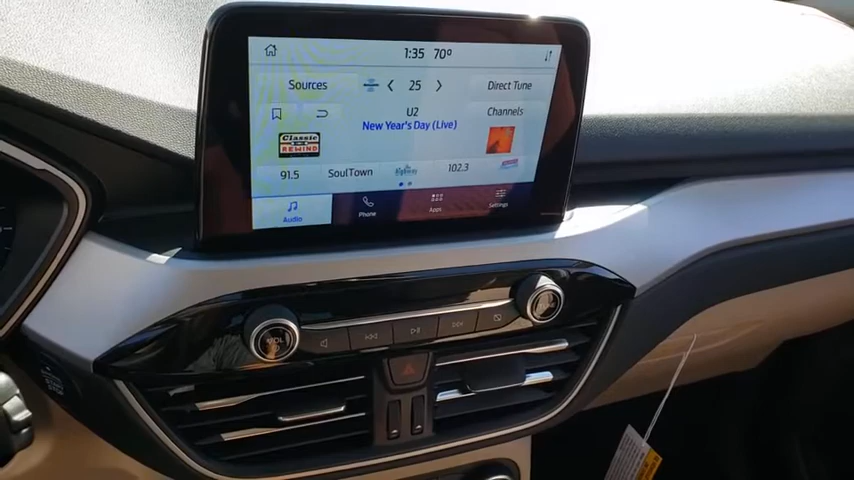 1:35 70°
Sources
25
Direct Tune
U2
New Year's Day (Live)
Channels
Classic
REWIND
91.5
SoulTown
102.3
Audio
Phone
Apps
Settings
VOL
TUNE